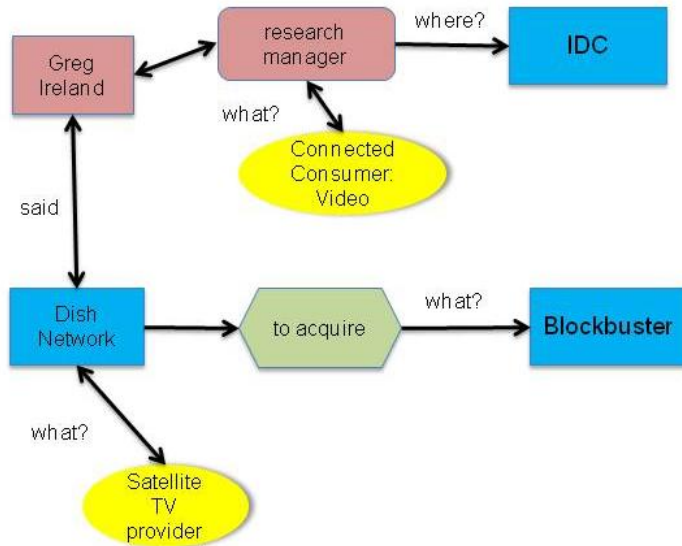 Greg
Ireland
research
manager
where?
IDC
what?
Connected
Consumer:
Video
said
Dish
Network
to acquire
what?
Blockbuster
what?
Satellite
TV
provider